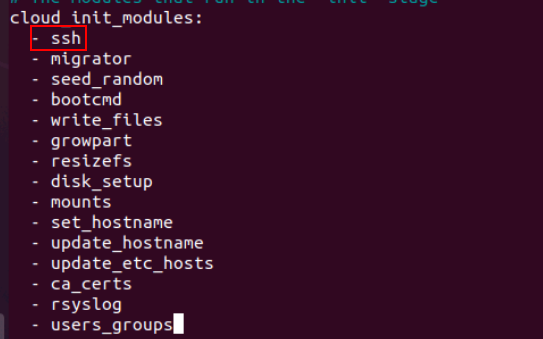 # The modules that run in the 'init' stage
cloud_init_modules:
- ssh
- migrator
- seed_random
- bootcmd
- write_files
- growpart
- resizefs
- disk_setup
- mounts
- set_hostname
- update_hostname
- update_etc_hosts
- ca_certs
- rsyslog
- users_groups